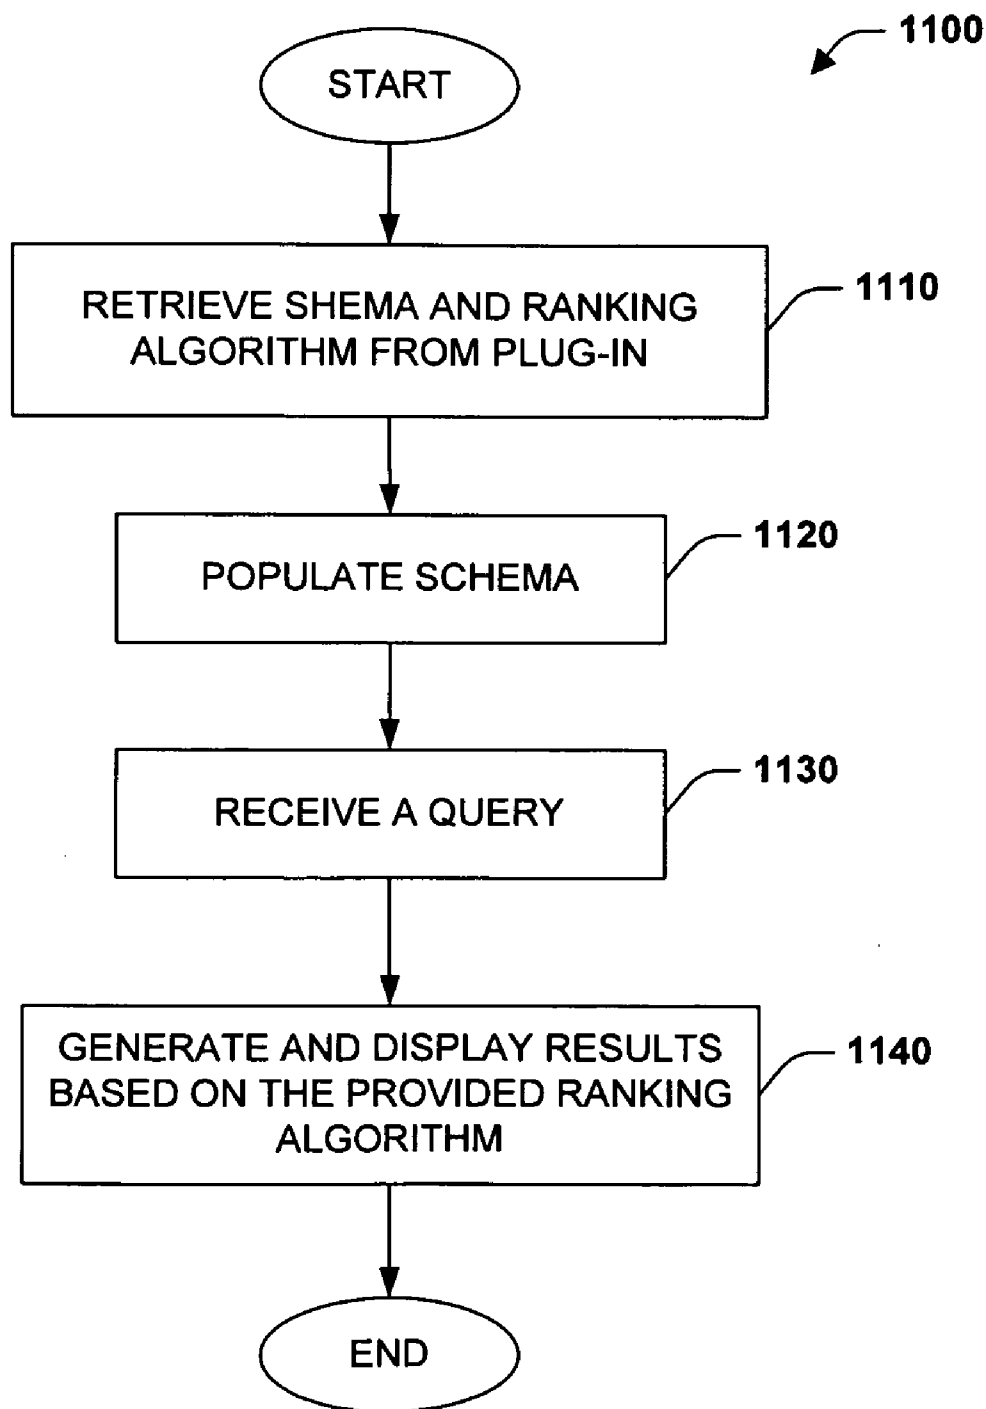 1100
START
RETRIEVE SHEMA AND RANKING
ALGORITHM FROM PLUG-IN
1110
POPULATE SCHEMA
1120
RECEIVE A QUERY
1130
GENERATE AND DISPLAY RESULTS
BASED ON THE PROVIDED RANKING
ALGORITHM
1140
END